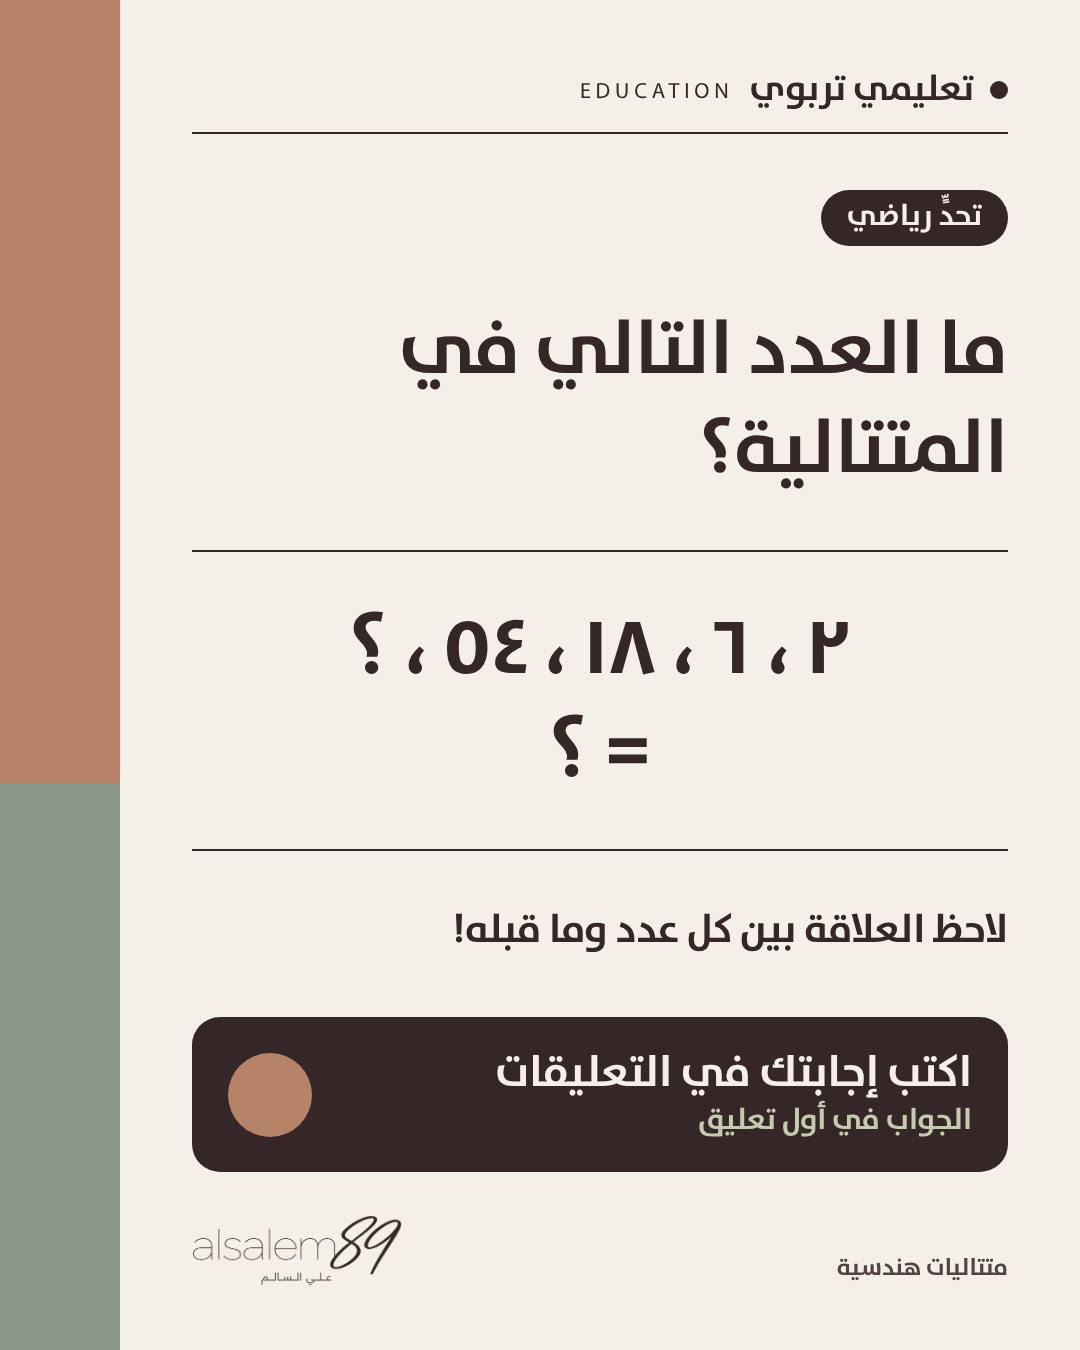 تعليمي تربوي EDUCATION
تحدٍّ رياضي
ما العدد التالي في
المتتالية؟
٢ ، ٦ ، ١٨ ، ٥٤ ، ؟
= ؟
لاحظ العلاقة بين كل عدد وما قبله!
اكتب إجابتك في التعليقات
الجواب في أول تعليق
متتاليات هندسية
alsalem89
علي السالم